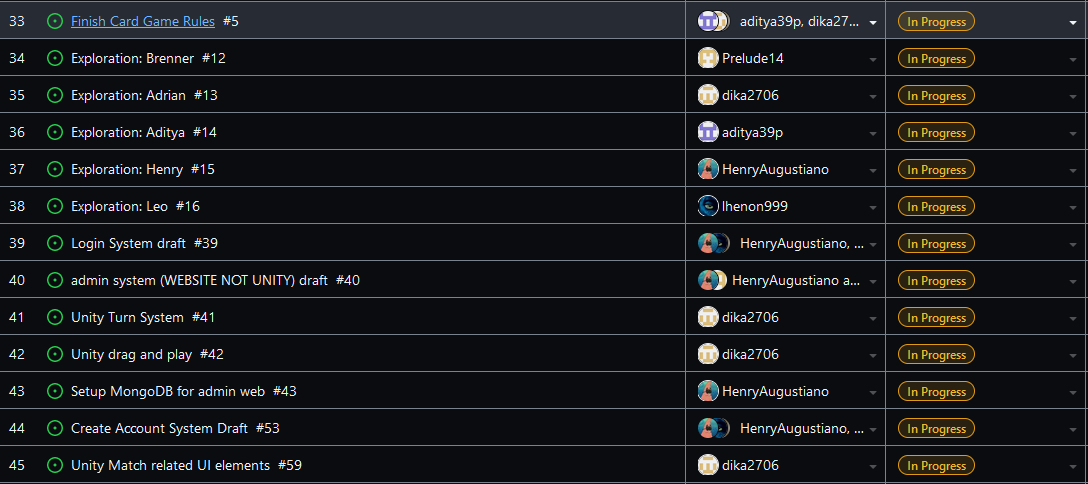 33 Finish Card Game Rules #5 aditya39p, dika27... In Progress
34 Exploration: Brenner #12 Prelude14 In Progress
35 Exploration: Adrian #13 dika2706 In Progress
36 Exploration: Aditya #14 aditya39p In Progress
37 Exploration: Henry #15 HenryAugustiano In Progress
38 Exploration: Leo #16 lhenon999 In Progress
39 Login System draft #39 HenryAugustiano, ... In Progress
40 admin system (WEBSITE NOT UNITY) draft #40 HenryAugustiano a... In Progress
41 Unity Turn System #41 dika2706 In Progress
42 Unity drag and play #42 dika2706 In Progress
43 Setup MongoDB for admin web #43 HenryAugustiano In Progress
44 Create Account System Draft #53 HenryAugustiano, ... In Progress
45 Unity Match related UI elements #59 dika2706 In Progress